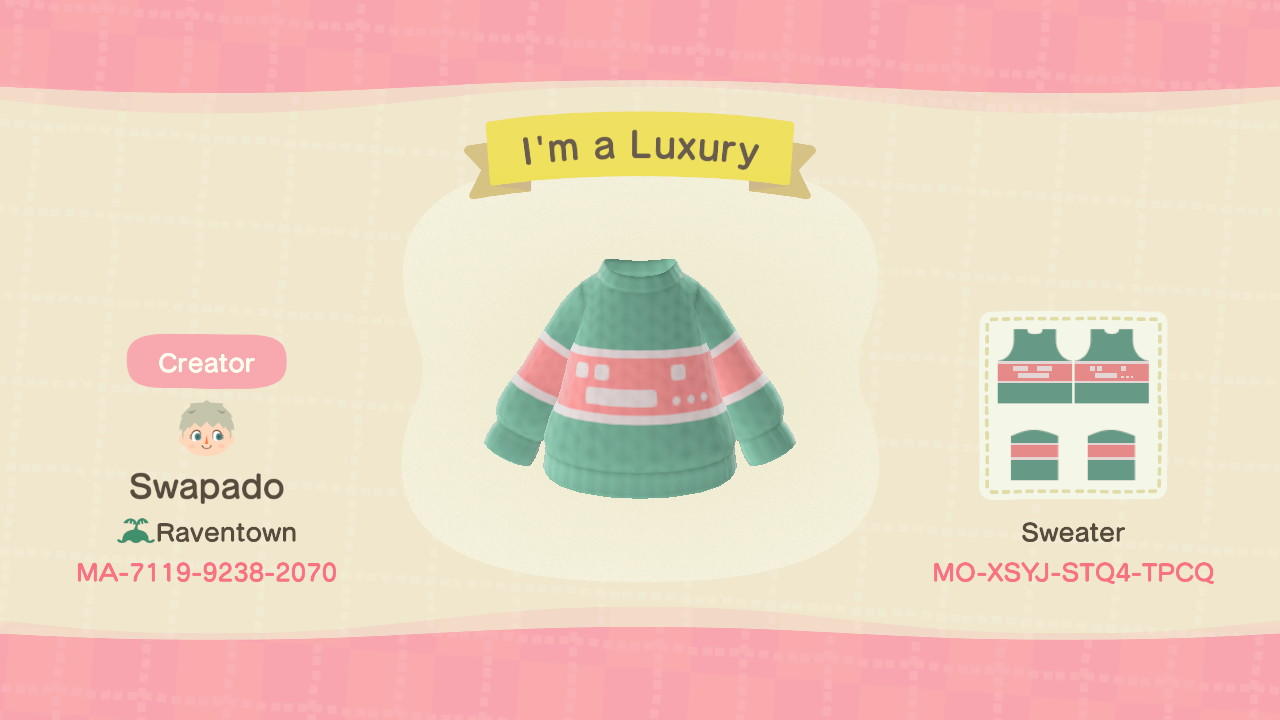 I'm a Luxury
Creator
Swapado
Raventown
MA-7119-9238-2070
Sweater
MO-XSYJ-STQ4-TPCQ